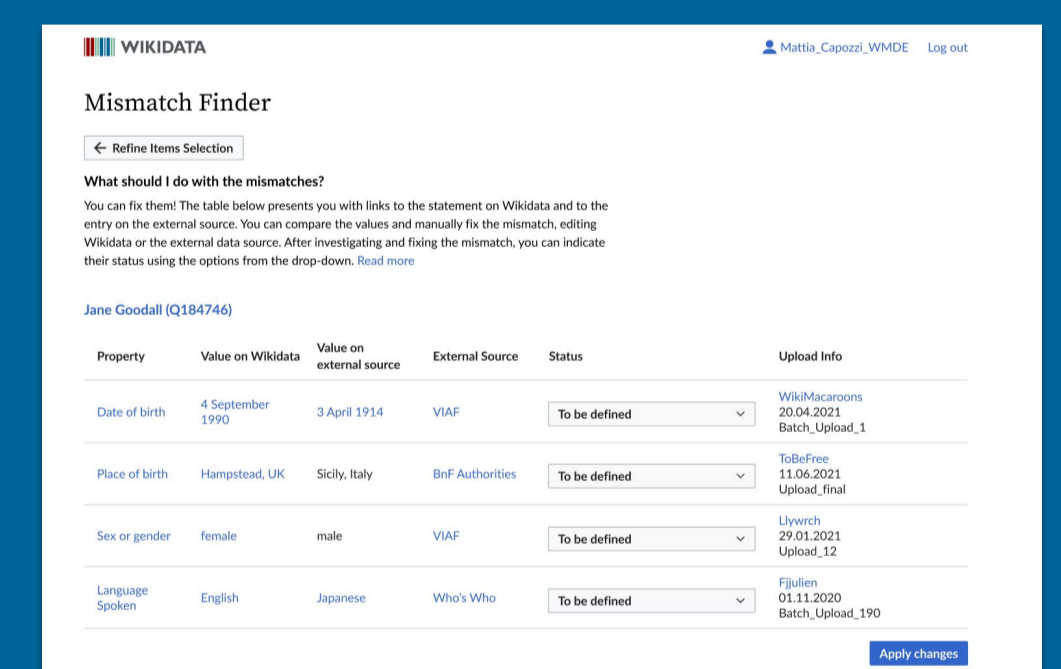 WIKIDATA
Mattia_Capozzi_WMDE Log out
Mismatch Finder
← Refine Items Selection
What should I do with the mismatches?
You can fix them! The table below presents you with links to the statement on Wikidata and to the
entry on the external source. You can compare the values and manually fix the mismatch, editing
Wikidata or the external data source. After investigating and fixing the mismatch, you can indicate
their status using the options from the drop-down. Read more
Jane Goodall (Q184746)
Property Value on Wikidata Value on external source External Source Status Upload Info
Date of birth 4 September 1990 3 April 1914 VIAF To be defined WikiMacaroons
20.04.2021
Batch_Upload_1
Place of birth Hampstead, UK Sicily, Italy BnF Authorities To be defined ToBeFree
11.06.2021
Upload_final
Sex or gender female male VIAF To be defined Llywrch
29.01.2021
Upload_12
Language Spoken English Japanese Who's Who To be defined Fjjulien
01.11.2020
Batch_Upload_190
Apply changes